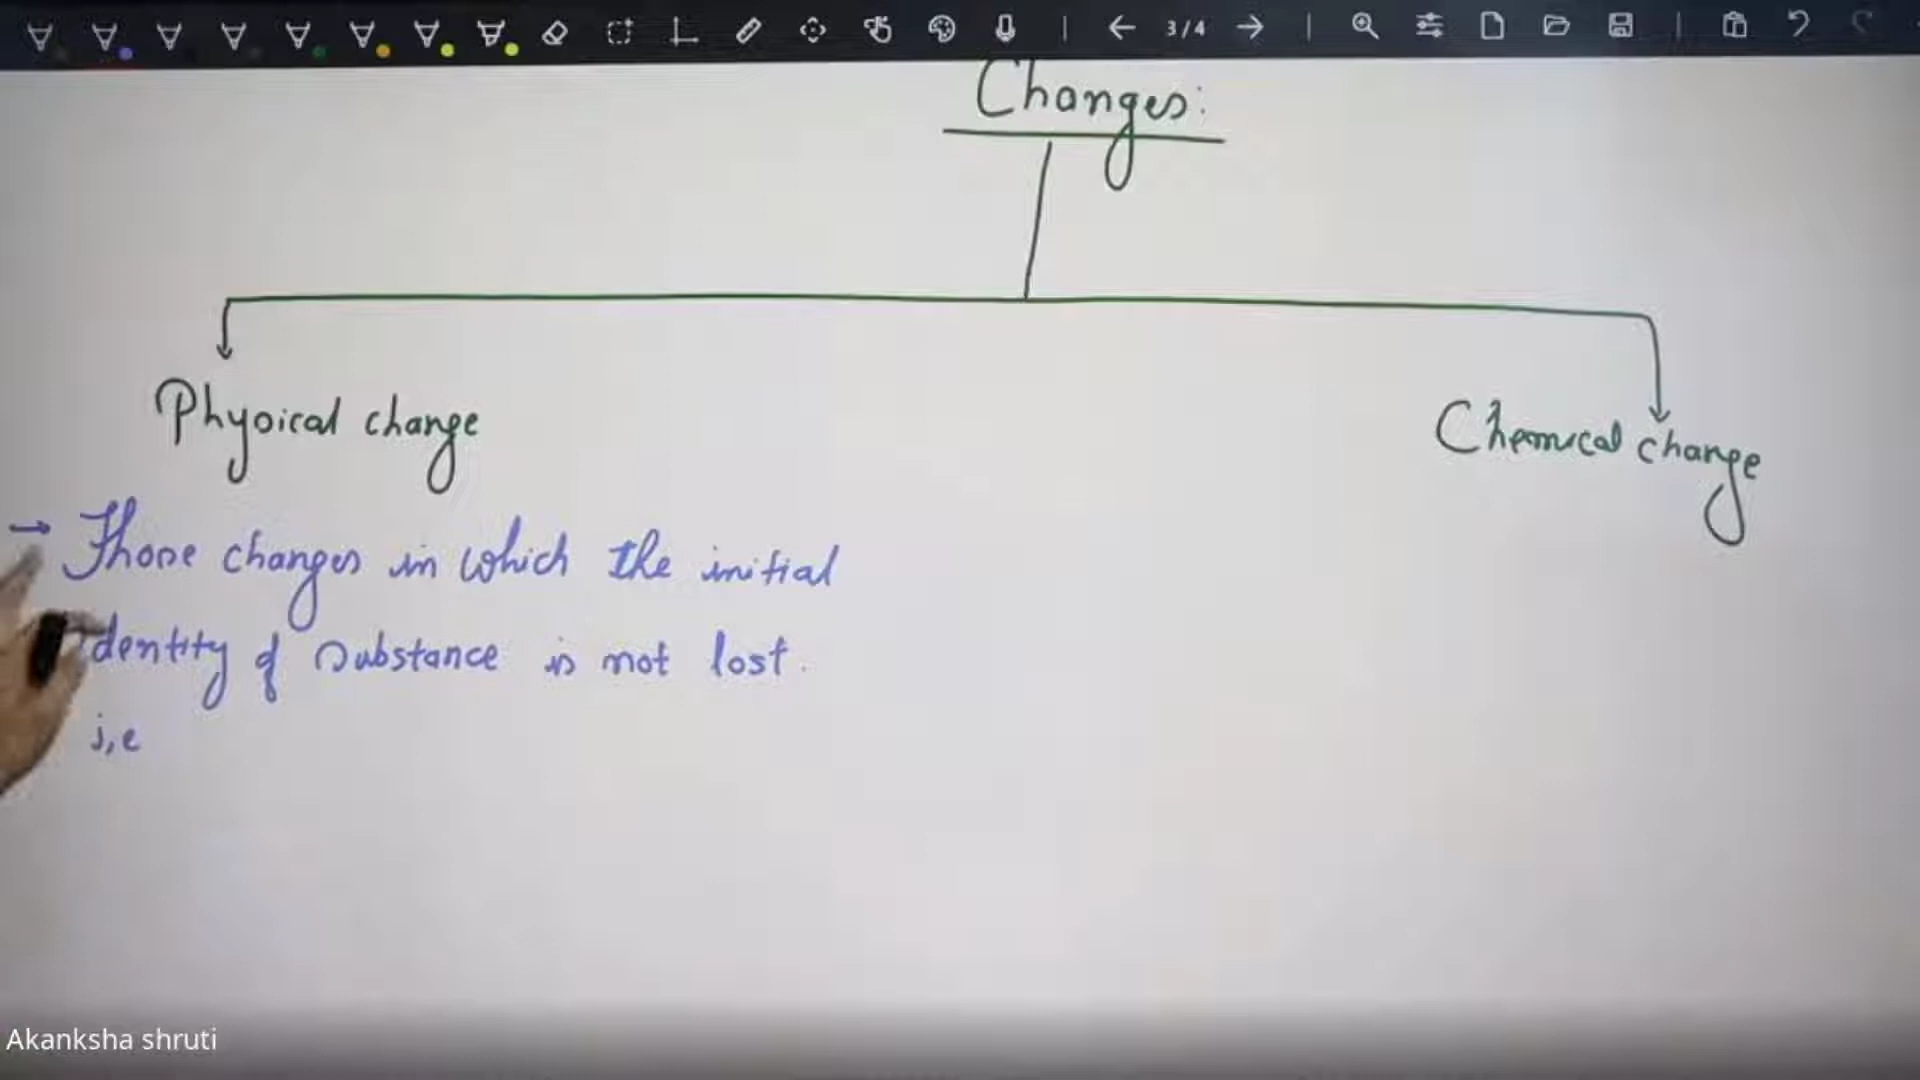 3/4
Changes:
Physical change
Chemical change
→ Those changes in which the initial
identity of substance is not lost.
i,e
Akanksha shruti